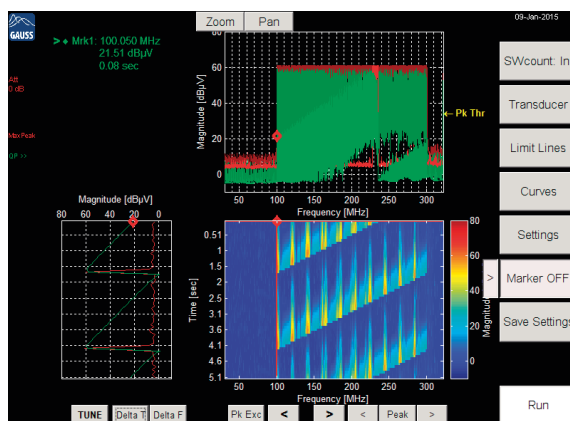 Zoom Pan
09-Jan-2015
GAUSS
> ◆ Mrk1: 100.050 MHz
21.51 dBµV
0.08 sec
Att
0 dB
Max Peak
QP >>
80
60
40
20
0
Magnitude [dBµV]
50 100 150 200 250 300
Frequency [MHz]
← Pk Thr
SWcount: In
Transducer
Limit Lines
Curves
Settings
> Marker OFF
Save Settings
Run
Magnitude [dBµV]
80 60 40 20 0
0.51
1
1.5
2
2.5
3.1
3.6
4.1
4.6
5.1
Time [sec]
50 100 150 200 250 300
Frequency [MHz]
80
60
40
20
0
Magnitude
TUNE Delta T Delta F Pk Exc < > < Peak >